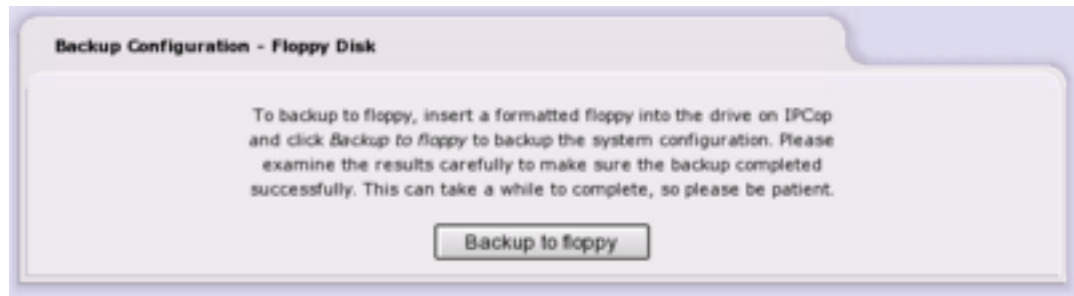 Backup Configuration - Floppy Disk
To backup to floppy, insert a formatted floppy into the drive on IPCop
and click Backup to floppy to backup the system configuration. Please
examine the results carefully to make sure the backup completed
successfully. This can take a while to complete, so please be patient.
Backup to floppy